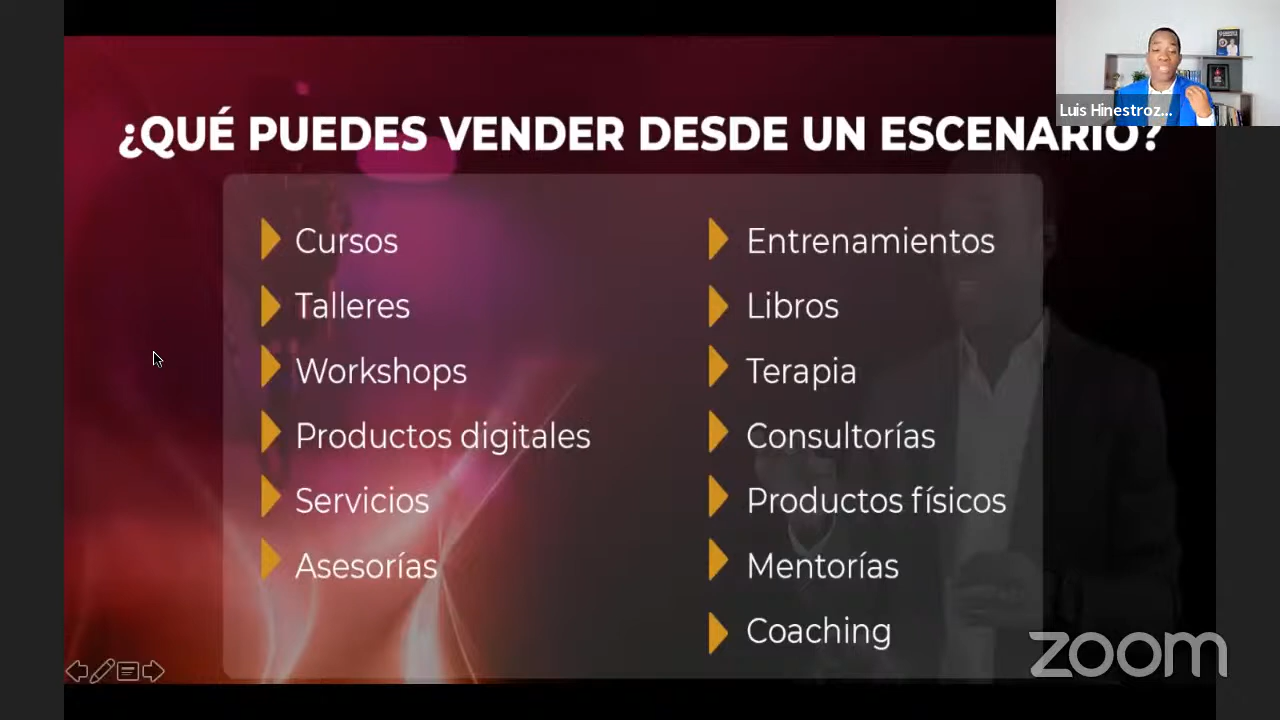 Luis Hinestroz...
¿QUÉ PUEDES VENDER DESDE UN ESCENARIO?
Cursos
Talleres
Workshops
Productos digitales
Servicios
Asesorías
Entrenamientos
Libros
Terapia
Consultorías
Productos físicos
Mentorías
Coaching
zoom